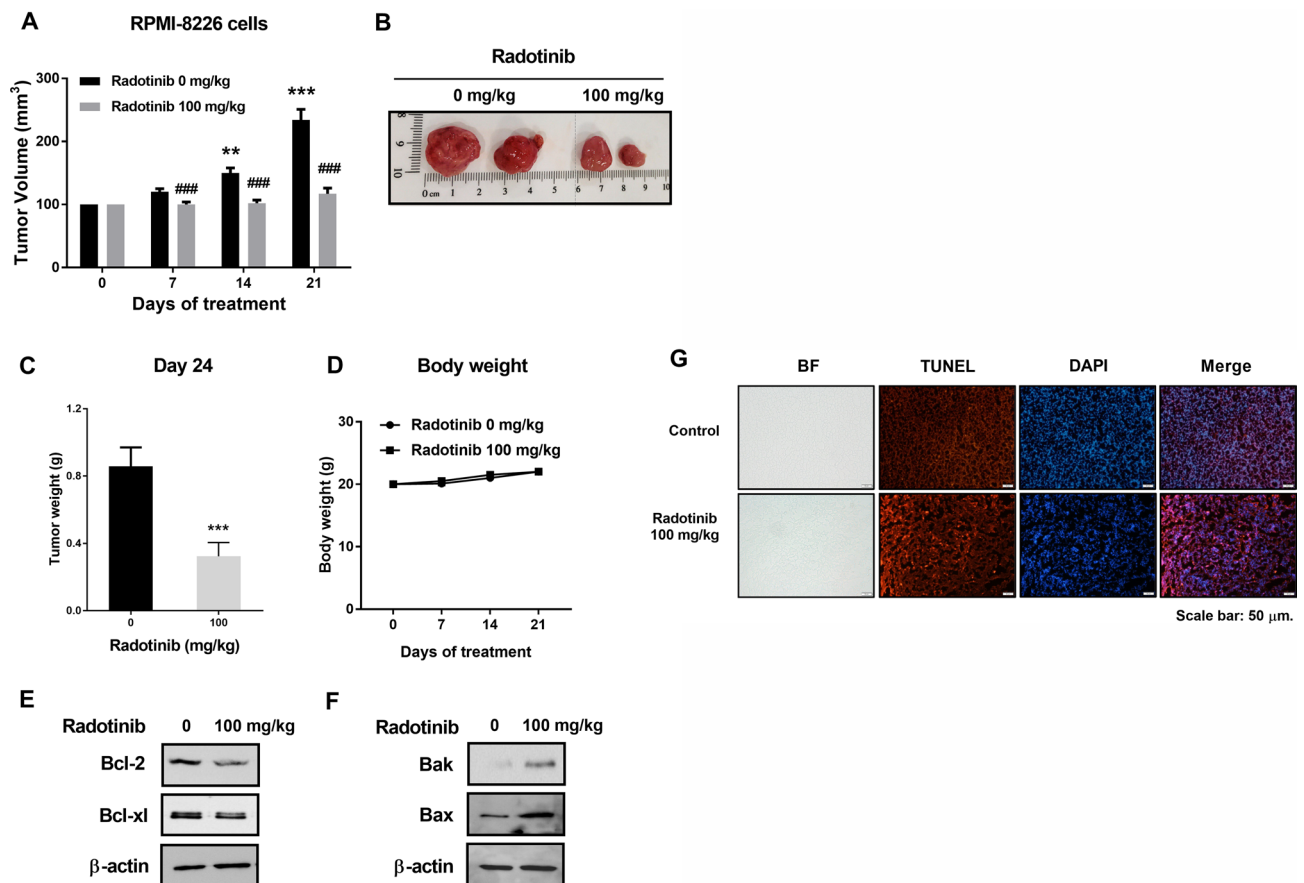 A
RPMI-8226 cells
Radotinib 0 mg/kg
Radotinib 100 mg/kg
Tumor Volume (mm³)
300
200
100
0
**
***
###
###
###
0
7
14
21
Days of treatment
B
Radotinib
0 mg/kg
100 mg/kg
8
9
10
0 cm 1 2 3 4 5 6 7 8 9 10
C
Day 24
Tumor weight (g)
1.2
0.8
0.4
0.0
***
0
100
Radotinib (mg/kg)
D
Body weight
Radotinib 0 mg/kg
Radotinib 100 mg/kg
Body weight (g)
30
20
10
0
0
7
14
21
Days of treatment
G
BF
TUNEL
DAPI
Merge
Control
Radotinib
100 mg/kg
Scale bar: 50 μm.
E
Radotinib 0 100 mg/kg
Bcl-2
Bcl-xl
β-actin
F
Radotinib 0 100 mg/kg
Bak
Bax
β-actin